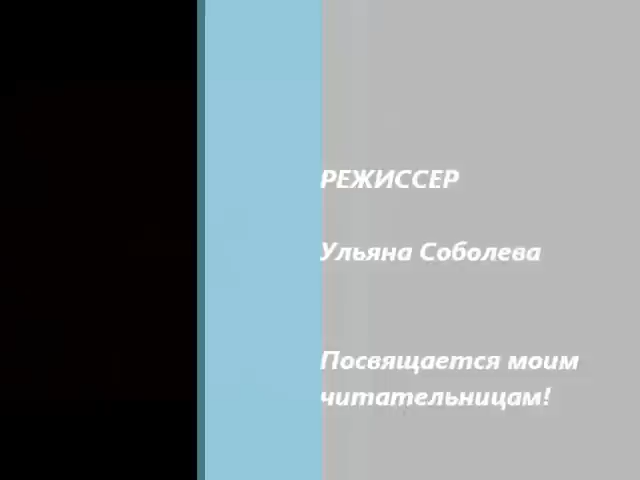 РЕЖИССЕР
Ульяна Соболева
Посвящается моим
читательницам!